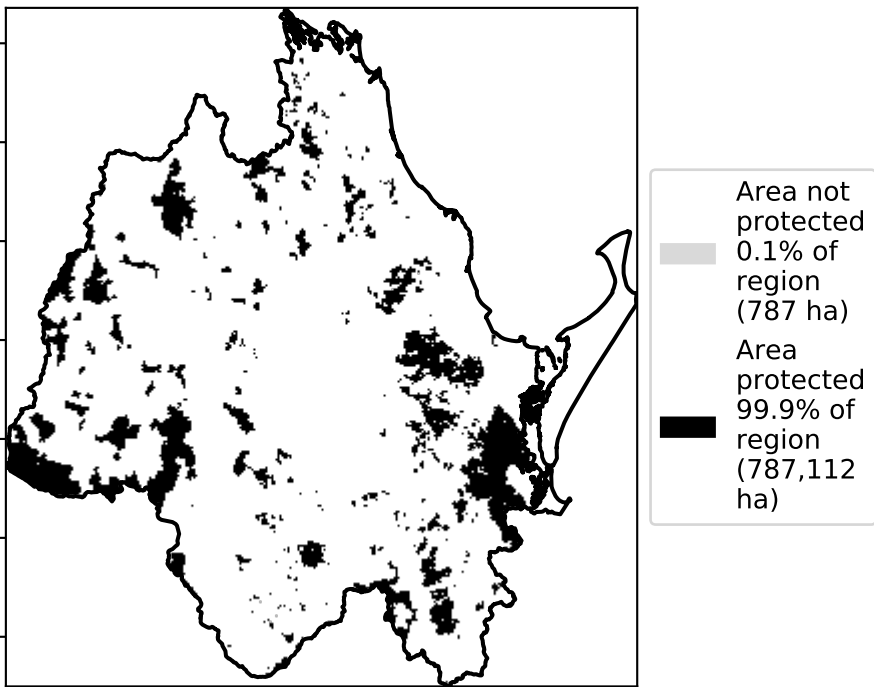 Area not
protected
0.1% of
region
(787 ha)
Area
protected
99.9% of
region
(787,112
ha)